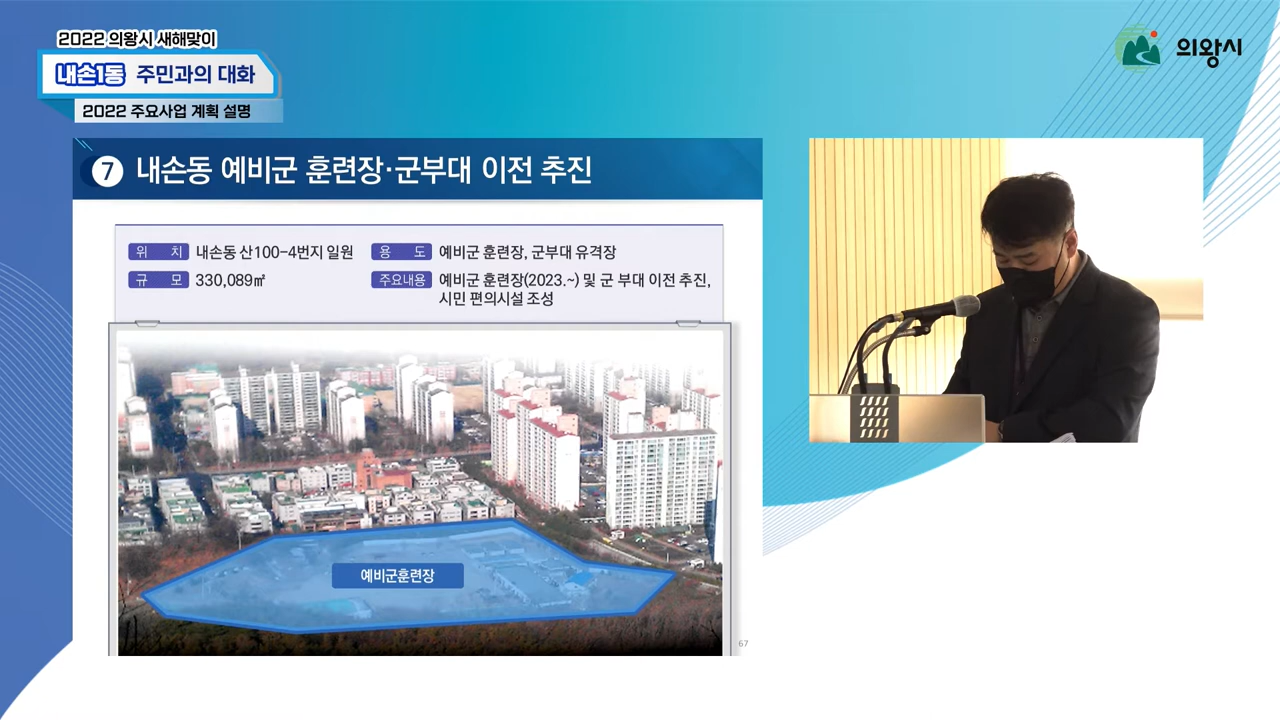 2022 의왕시 새해맞이
내손1동 주민과의 대화
2022 주요사업 계획 설명
의왕시
7 내손동 예비군 훈련장·군부대 이전 추진
위 치 내손동 산100-4번지 일원
용 도 예비군 훈련장, 군부대 유격장
규 모 330,089㎡
주요내용 예비군 훈련장(2023.~) 및 군 부대 이전 추진,
시민 편의시설 조성
예비군훈련장
67